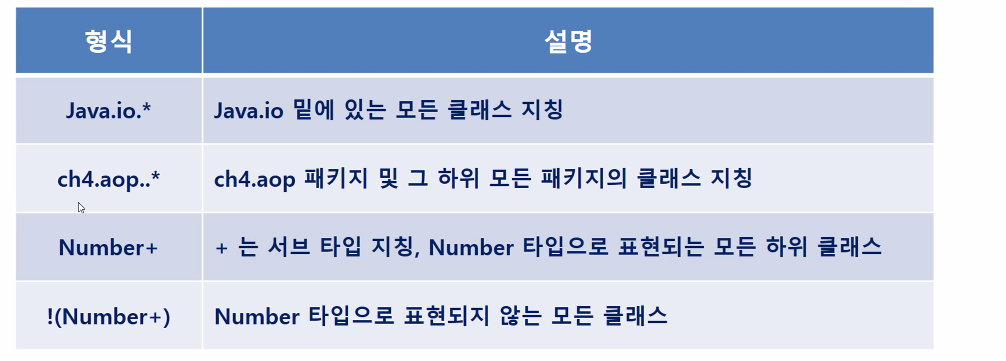 형식 설명
Java.io.* Java.io 밑에 있는 모든 클래스 지칭
ch4.aop..* ch4.aop 패키지 및 그 하위 모든 패키지의 클래스 지칭
Number+ + 는 서브 타입 지칭, Number 타입으로 표현되는 모든 하위 클래스
!(Number+) Number 타입으로 표현되지 않는 모든 클래스